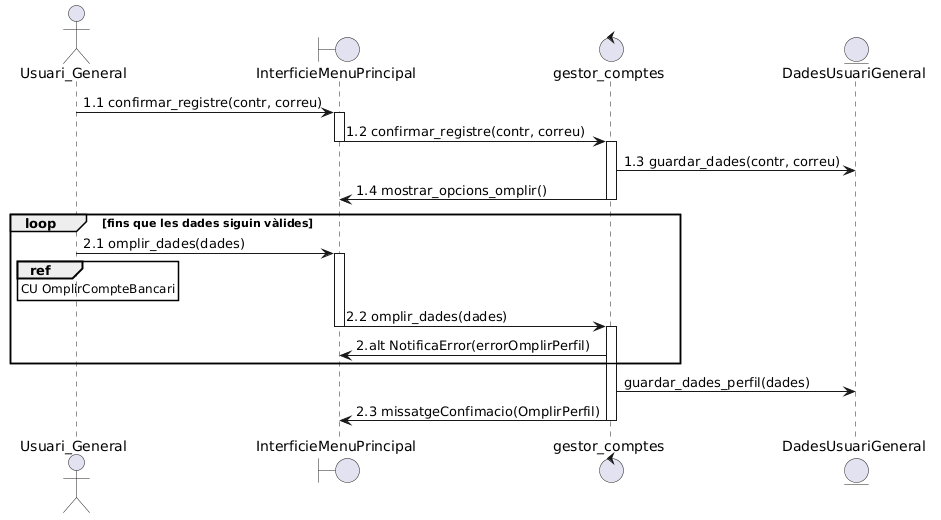 Usuari_General
InterficieMenuPrincipal
gestor_comptes
DadesUsuariGeneral
1.1 confirmar_registre(contr, correu)
1.2 confirmar_registre(contr, correu)
1.3 guardar_dades(contr, correu)
1.4 mostrar_opcions_omplir()
loop [fins que les dades siguin vàlides]
2.1 omplir_dades(dades)
ref
CU OmplirCompteBancari
2.2 omplir_dades(dades)
2.alt NotificaError(errorOmplirPerfil)
guardar_dades_perfil(dades)
2.3 missatgeConfimacio(OmplirPerfil)
Usuari_General
InterficieMenuPrincipal
gestor_comptes
DadesUsuariGeneral